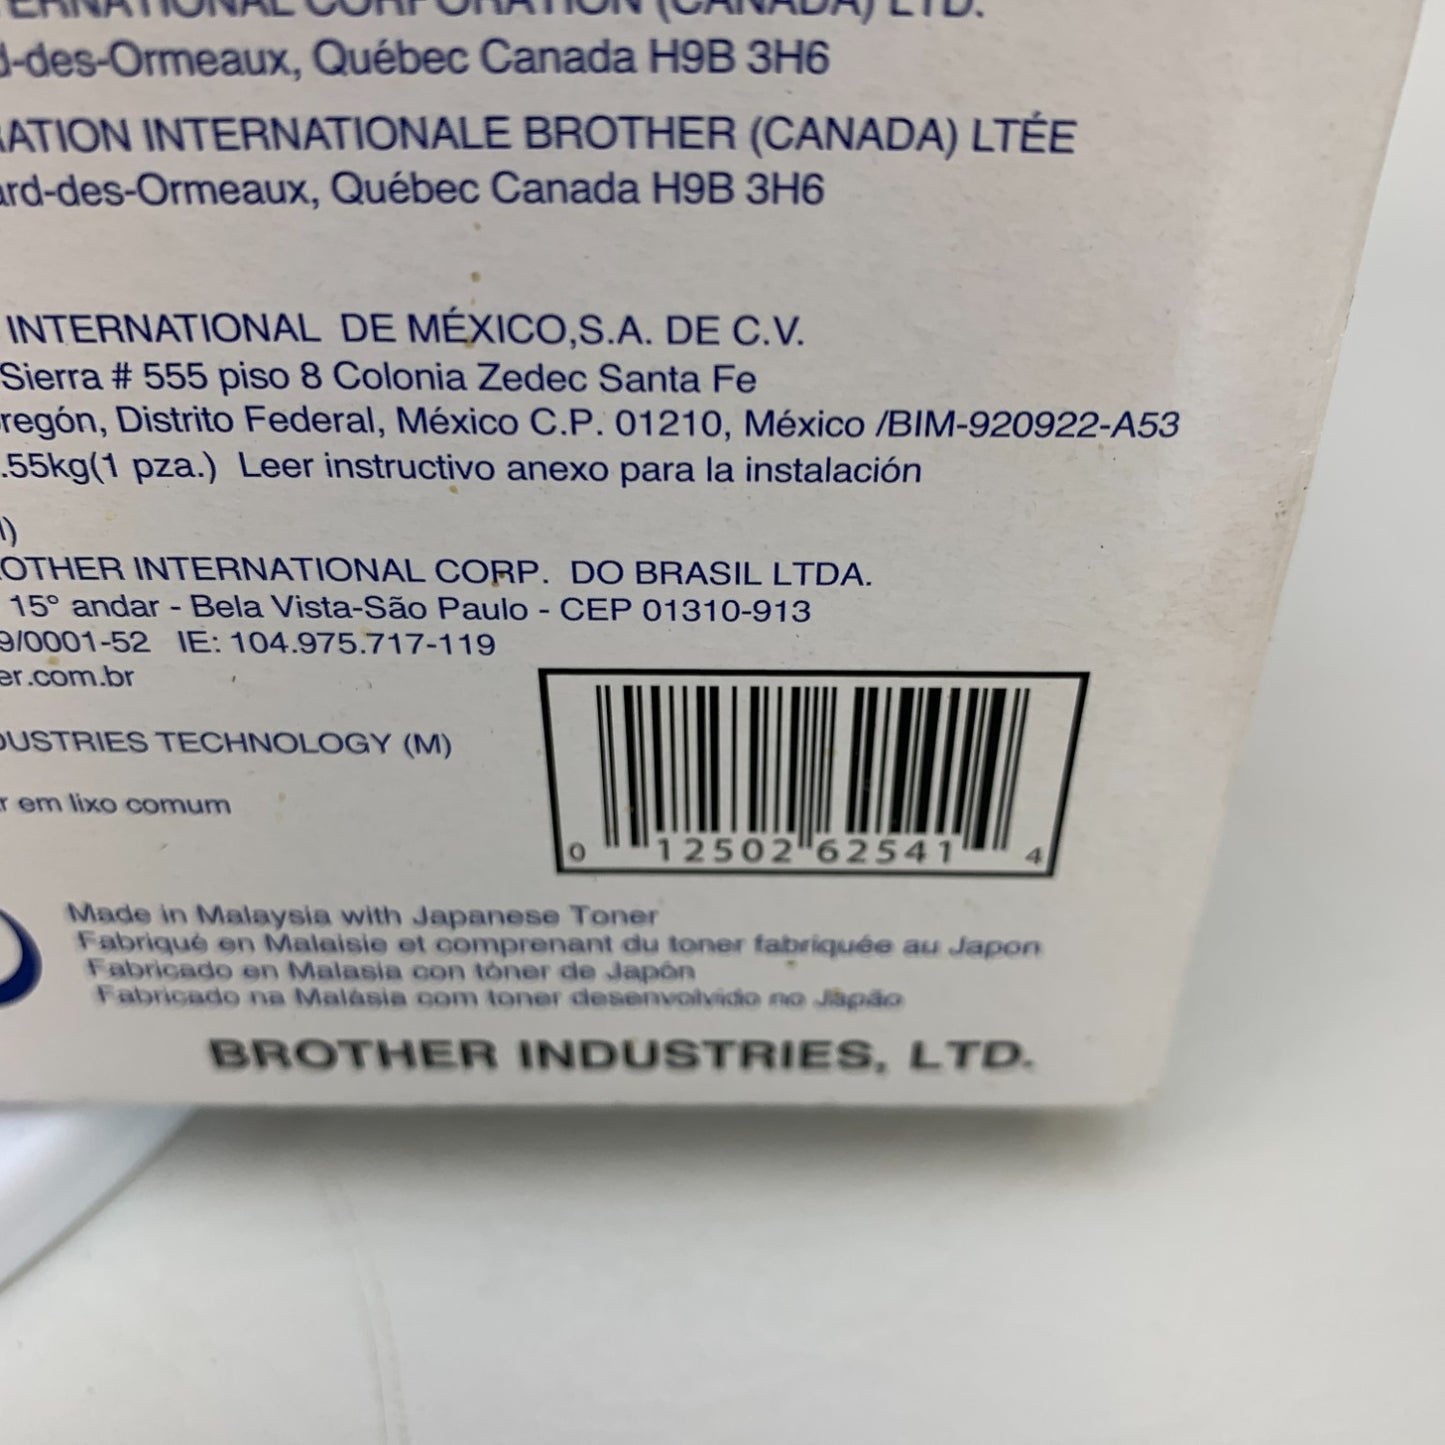 INTERNATIONAL CORPORATION (CANADA) LTD.
d-des-Ormeaux, Québec Canada H9B 3H6
RATION INTERNATIONALE BROTHER (CANADA) LTÉE
ard-des-Ormeaux, Québec Canada H9B 3H6
INTERNATIONAL DE MÉXICO,S.A. DE C.V.
Sierra # 555 piso 8 Colonia Zedec Santa Fe
regón, Distrito Federal, México C.P. 01210, México /BIM-920922-A53
.55kg(1 pza.) Leer instructivo anexo para la instalación
l)
OTHER INTERNATIONAL CORP. DO BRASIL LTDA.
15° andar - Bela Vista-São Paulo - CEP 01310-913
9/0001-52 IE: 104.975.717-119
er.com.br
DUSTRIES TECHNOLOGY (M)
r em lixo comum
0 12502 62541 4
Made in Malaysia with Japanese Toner
Fabriqué en Malaisie et comprenant du toner fabriquée au Japon
Fabricado en Malasia con tóner de Japón
Fabricado na Malásia com toner desenvolvido no Japão
BROTHER INDUSTRIES, LTD.